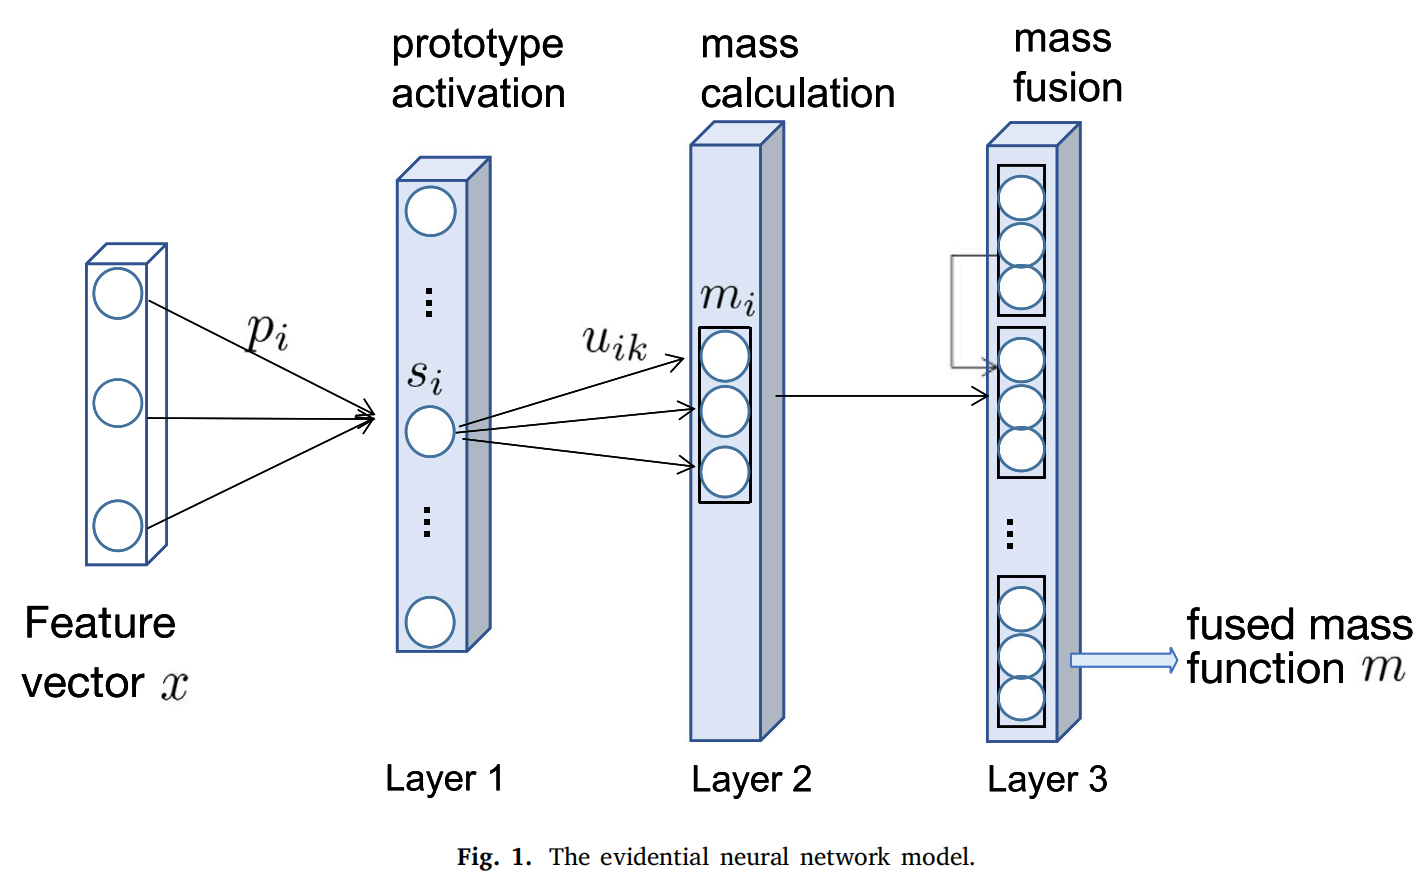 prototype
activation
mass
calculation
mass
fusion
p_i
s_i
u_{ik}
m_i
Feature
vector x
fused mass
function m
Layer 1
Layer 2
Layer 3
Fig. 1. The evidential neural network model.